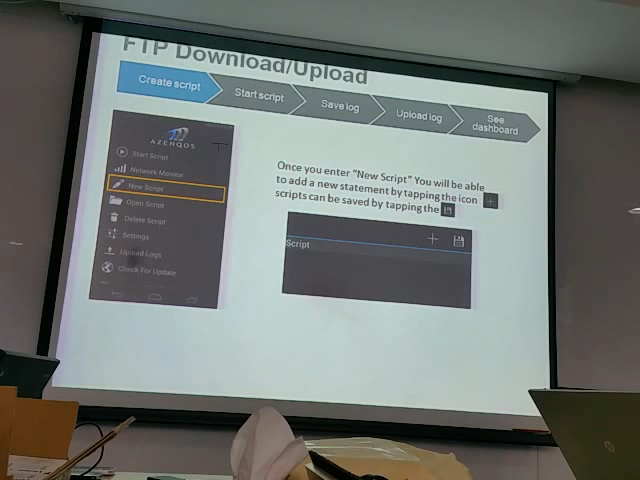 FTP Download/Upload
Create script
Start script
Save log
Upload log
See
dashboard
AZENQOS
Start Script
Network Monitor
New Script
Open Script
Delete Script
Settings
Upload Logs
Check For Update
Once you enter "New Script" You will be able
to add a new statement by tapping the icon +
scripts can be saved by tapping the
+
Script
hp